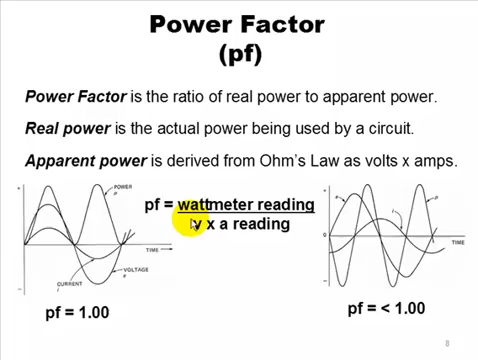 Power Factor
(pf)
Power Factor is the ratio of real power to apparent power.
Real power is the actual power being used by a circuit.
Apparent power is derived from Ohm's Law as volts x amps.
pf = wattmeter reading
v x a reading
+
0
–
POWER
p
TIME
CURRENT
i
VOLTAGE
e
pf = 1.00
+
0
–
e
i
p
TIME
pf = < 1.00
8